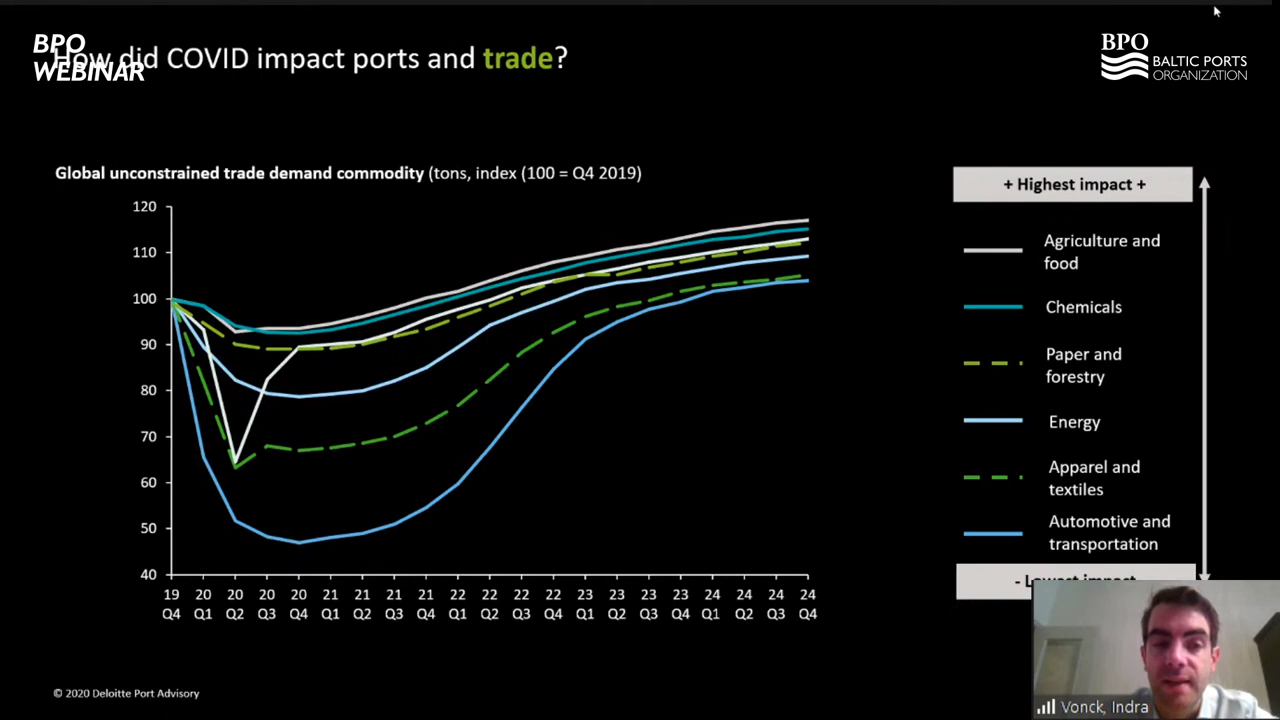 BPO
WEBINAR
How did COVID impact ports and trade?
BPO
BALTIC PORTS
ORGANIZATION
Global unconstrained trade demand commodity (tons, index (100 = Q4 2019)
120
110
100
90
80
70
60
50
40
19 20 20 20 20 21 21 21 21 22 22 22 22 23 23 23 23 24 24 24 24
Q4 Q1 Q2 Q3 Q4 Q1 Q2 Q3 Q4 Q1 Q2 Q3 Q4 Q1 Q2 Q3 Q4 Q1 Q2 Q3 Q4
+ Highest impact +
Agriculture and
food
Chemicals
Paper and
forestry
Energy
Apparel and
textiles
Automotive and
transportation
- Lowest impact
© 2020 Deloitte Port Advisory
Vonck, Indra